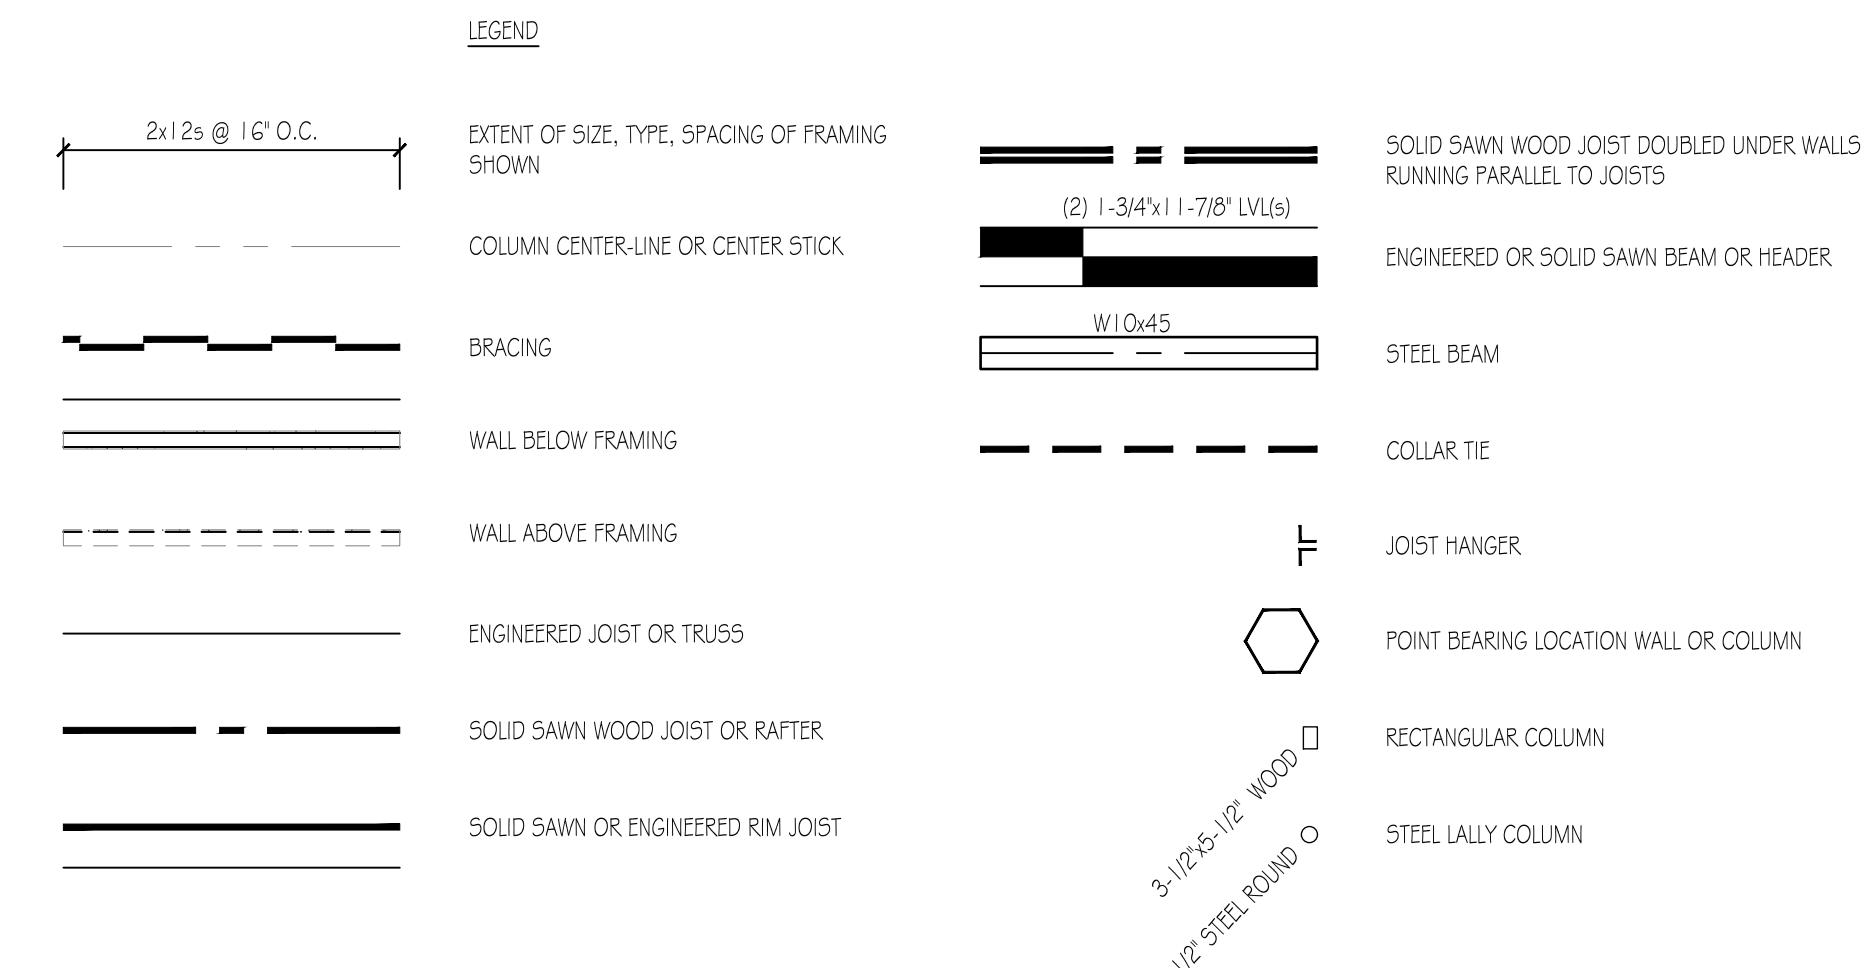 LEGEND
2x12s @ 16" O.C.
EXTENT OF SIZE, TYPE, SPACING OF FRAMING
SHOWN
COLUMN CENTER-LINE OR CENTER STICK
BRACING
WALL BELOW FRAMING
WALL ABOVE FRAMING
ENGINEERED JOIST OR TRUSS
SOLID SAWN WOOD JOIST OR RAFTER
SOLID SAWN OR ENGINEERED RIM JOIST
SOLID SAWN WOOD JOIST DOUBLED UNDER WALLS
RUNNING PARALLEL TO JOISTS
(2) 1-3/4"x11-7/8" LVL(s)
ENGINEERED OR SOLID SAWN BEAM OR HEADER
W10x45
STEEL BEAM
COLLAR TIE
JOIST HANGER
POINT BEARING LOCATION WALL OR COLUMN
RECTANGULAR COLUMN
3-1/2"x5-1/2" WOOD
STEEL LALLY COLUMN
1/2" STEEL ROUND